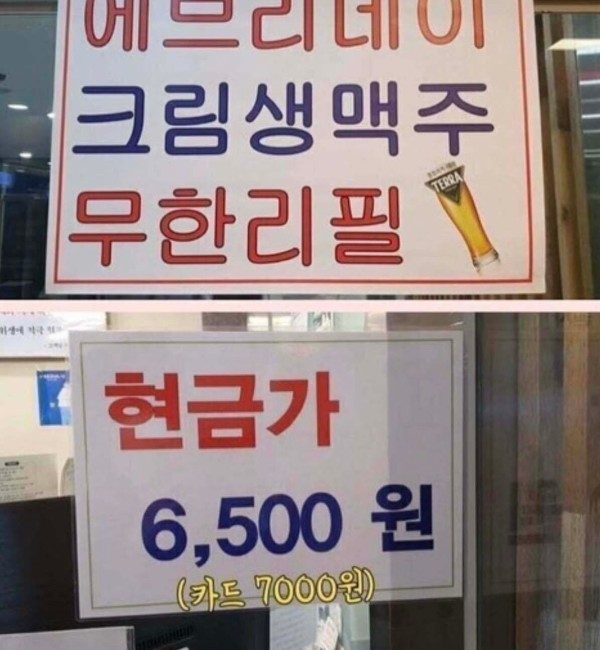 에브리데이
크림생맥주
무한리필
TERRA
현금가
6,500 원
(카드 7000원)